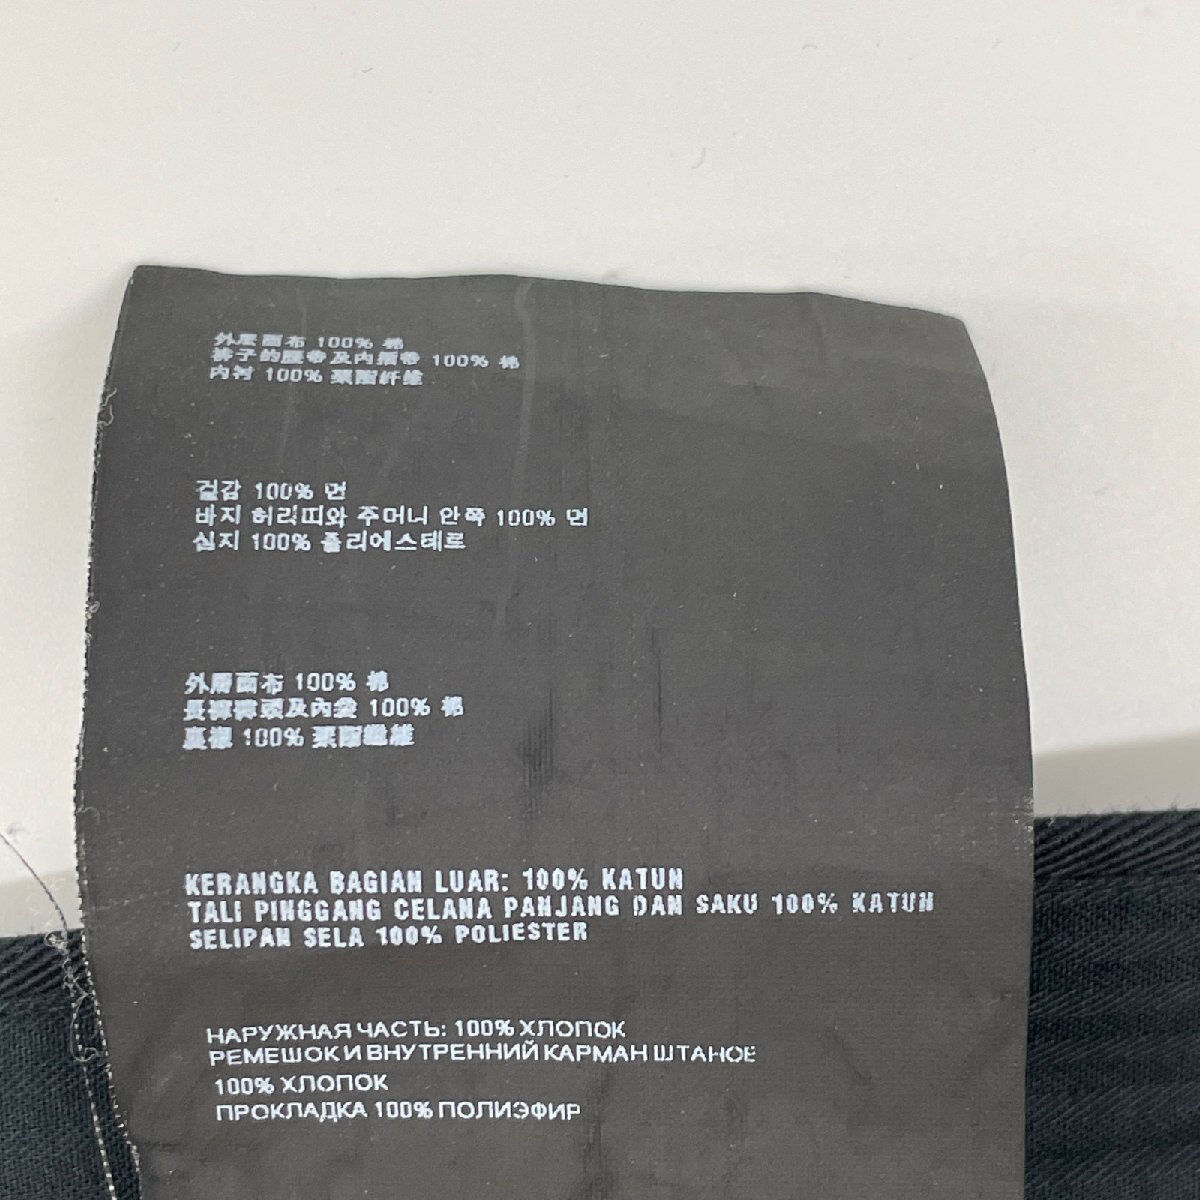 外层面布 100% 棉
裤子的腰带及内插带 100% 棉
内衬 100% 聚酯纤维
겉감 100% 면
바지 허리띠와 주머니 안쪽 100% 면
심지 100% 폴리에스테르
外層面布 100% 棉
長褲褲頭及內袋 100% 棉
裏襯 100% 聚酯纖維
KERANGKA BAGIAN LUAR: 100% KATUN
TALI PINGGANG CELANA PANJANG DAN SAKU 100% KATUN
SELIPAN SELA 100% POLIESTER
НАРУЖНАЯ ЧАСТЬ: 100% ХЛОПОК
РЕМЕШОК И ВНУТРЕННИЙ КАРМАН ШТАНОВ
100% ХЛОПОК
ПРОКЛАДКА 100% ПОЛИЭФИР